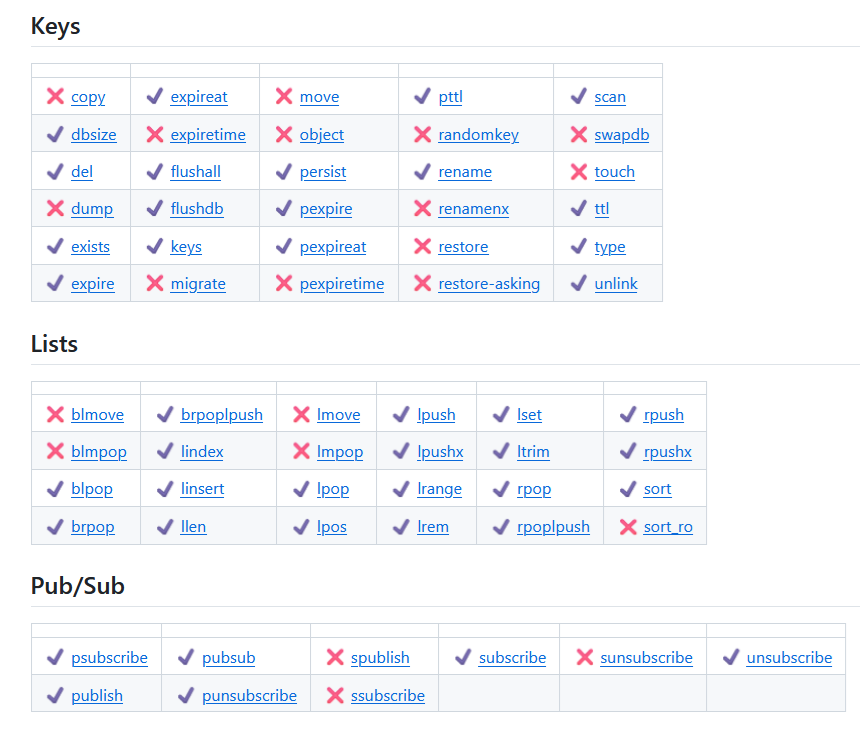 Keys
❌ copy ✔ expireat ❌ move ✔ pttl ✔ scan
✔ dbsize ❌ expiretime ❌ object ❌ randomkey ❌ swapdb
✔ del ✔ flushall ✔ persist ✔ rename ❌ touch
❌ dump ✔ flushdb ✔ pexpire ❌ renamenx ✔ ttl
✔ exists ✔ keys ✔ pexpireat ❌ restore ✔ type
✔ expire ❌ migrate ❌ pexpiretime ❌ restore-asking ✔ unlink
Lists
❌ blmove ✔ brpoplpush ❌ lmove ✔ lpush ✔ lset ✔ rpush
❌ blmpop ✔ lindex ❌ lmpop ✔ lpushx ✔ ltrim ✔ rpushx
✔ blpop ✔ linsert ✔ lpop ✔ lrange ✔ rpop ✔ sort
✔ brpop ✔ llen ✔ lpos ✔ lrem ✔ rpoplpush ❌ sort_ro
Pub/Sub
✔ psubscribe ✔ pubsub ❌ spublish ✔ subscribe ❌ sunsubscribe ✔ unsubscribe
✔ publish ✔ punsubscribe ❌ ssubscribe